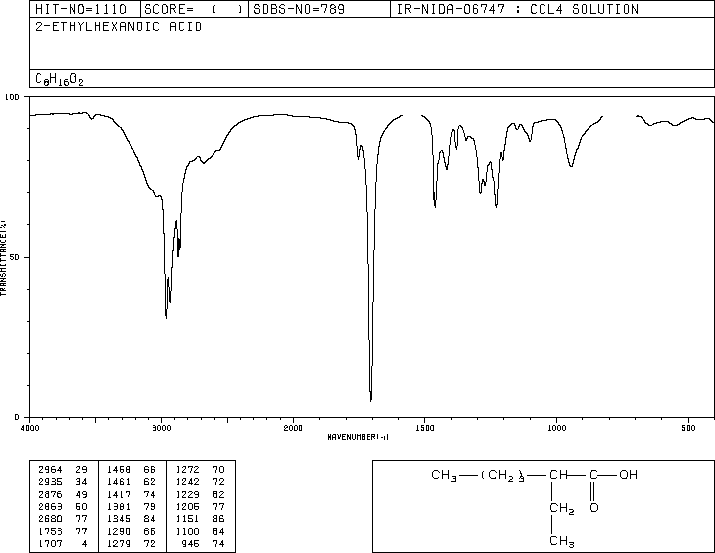 HIT-NO=1110 SCORE= ( ) SDBS-NO=789 IR-NIDA-06747 : CCL4 SOLUTION
2-ETHYLHEXANOIC ACID
C8H16O2
100
50
0
TRANSMITTANCE(%)
4000 3000 2000 1500 1000 500
WAVENUMBER(-1)
2964 29 1468 66 1272 70
2935 34 1461 62 1242 72
2876 49 1417 74 1229 62
2863 50 1381 79 1206 77
2680 77 1345 84 1151 86
1753 77 1290 66 1100 84
1707 4 1279 72 945 74
CH3 (CH2)3 CH C OH
CH2 O
CH3